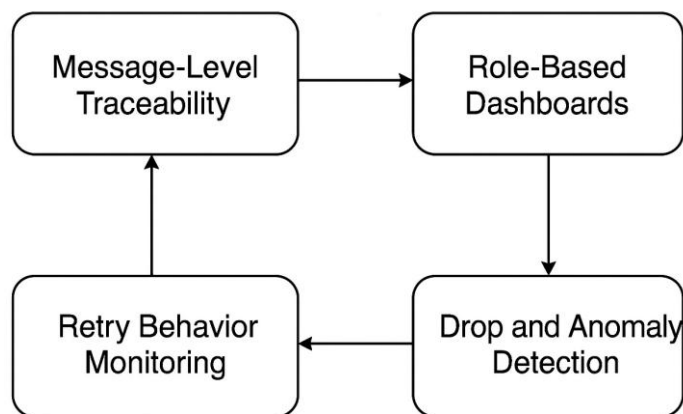 Message-Level
Traceability
Role-Based
Dashboards
Retry Behavior
Monitoring
Drop and Anomaly
Detection